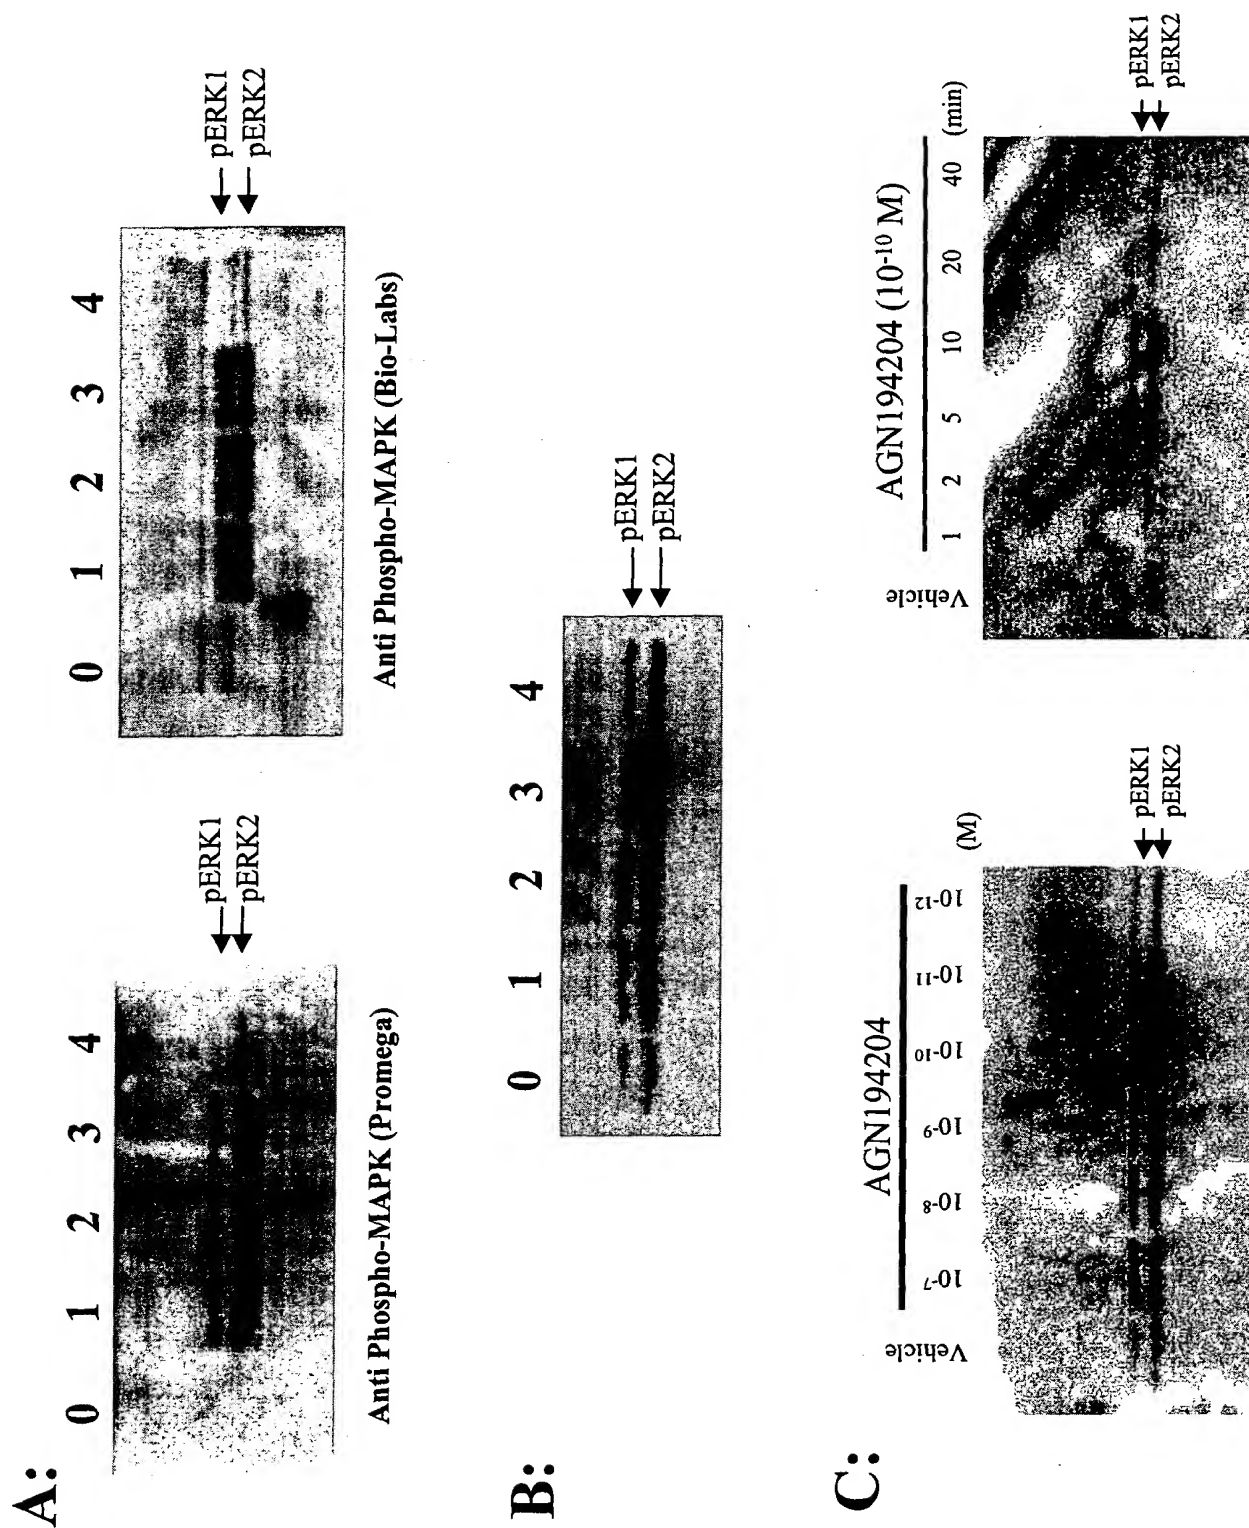 A:
0 1 2 3 4
pERK1
pERK2
Anti Phospho-MAPK (Promega)
0 1 2 3 4
pERK1
pERK2
Anti Phospho-MAPK (Bio-Labs)
B:
0 1 2 3 4
pERK1
pERK2
C:
AGN194204
Vehicle 10-7 10-8 10-9 10-10 10-11 10-12 (M)
pERK1
pERK2
AGN194204 (10-10 M)
Vehicle 1 2 5 10 20 40 (min)
pERK1
pERK2